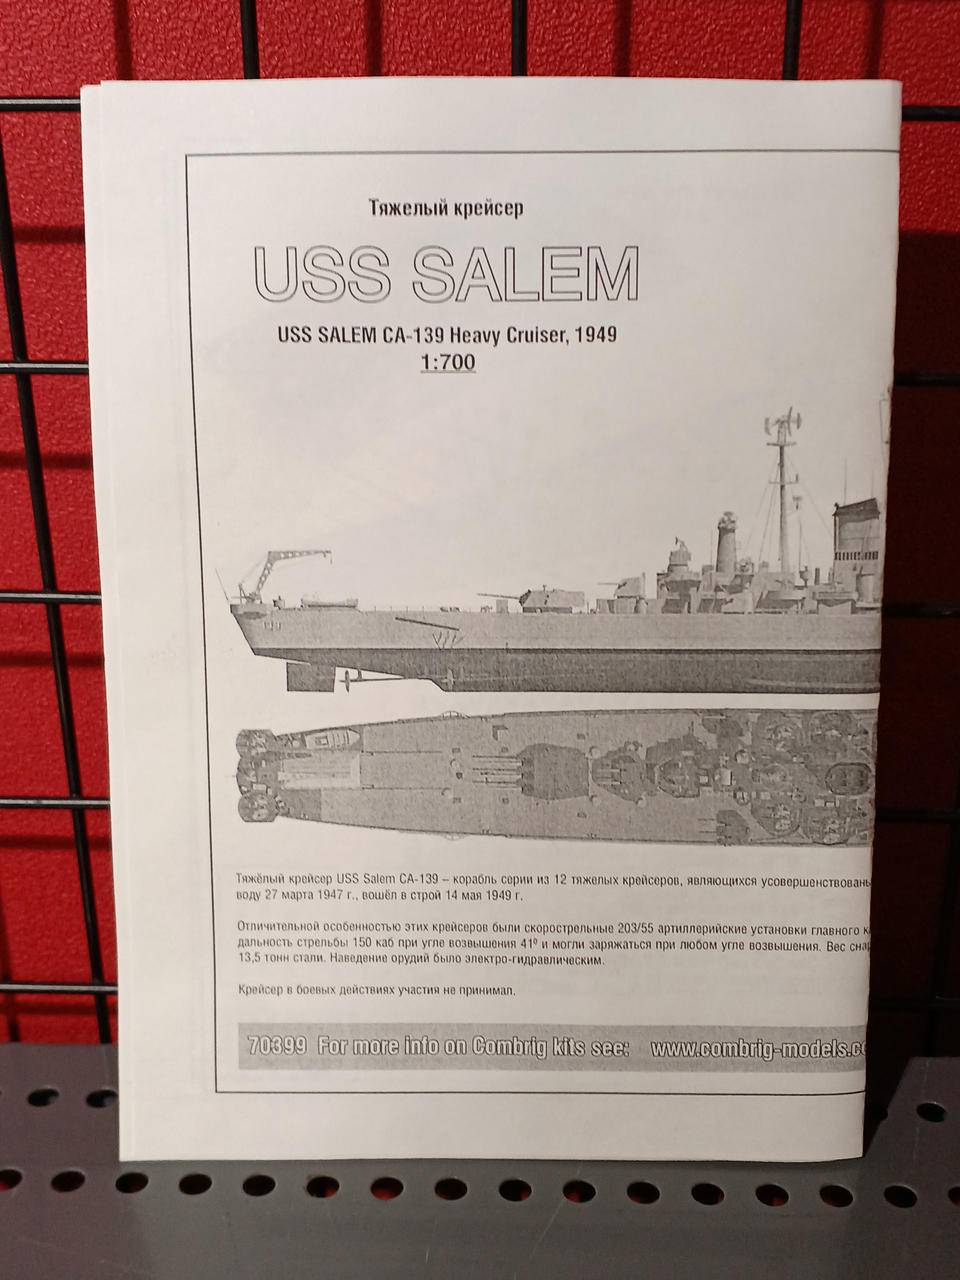 Тяжелый крейсер
USS SALEM
USS SALEM CA-139 Heavy Cruiser, 1949
1:700
Тяжёлый крейсер USS Salem CA-139 – корабль серии из 12 тяжелых крейсеров, являющихся
воду 27 марта 1947 г., вошёл в строй 14 мая 1949 г.
Отличительной особенностью этих крейсеров были скорострельные 203/55 артиллерийские установки главного
дальность стрельбы 150 каб при угле возвышения 41⁰ и могли заряжаться при любом угле возвышения. Вес
13,5 тонн стали. Наведение орудий было электро-гидравлическим.
Крейсер в боевых действиях участия не принимал.
70399 For more info on Combrig kits see: www.combrig-models.c